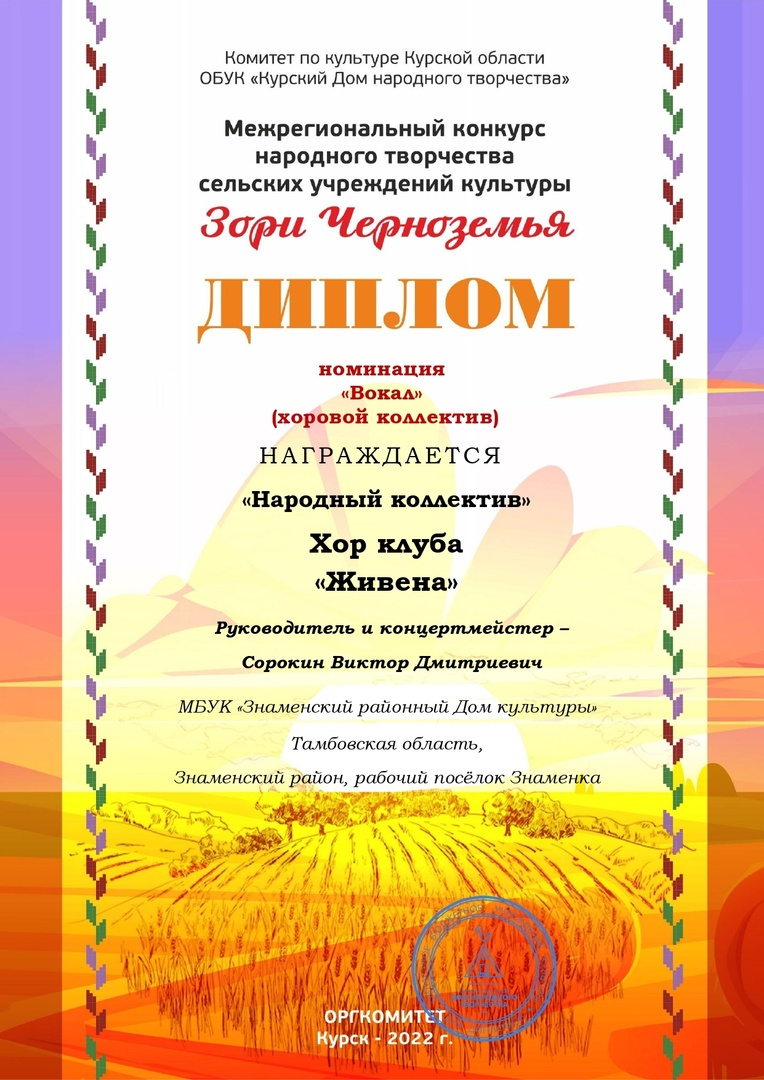 Комитет по культуре Курской области
ОБУК «Курский Дом народного творчества»
Межрегиональный конкурс
народного творчества
сельских учреждений культуры
Зори Черноземья
ДИПЛОМ
номинация
«Вокал»
(хоровой коллектив)
НАГРАЖДАЕТСЯ
«Народный коллектив»
Хор клуба
«Живена»
Руководитель и концертмейстер –
Сорокин Виктор Дмитриевич
МБУК «Знаменский районный Дом культуры»
Тамбовская область,
Знаменский район, рабочий посёлок Знаменка
ОРГКОМИТЕТ
Курск - 2022 г.